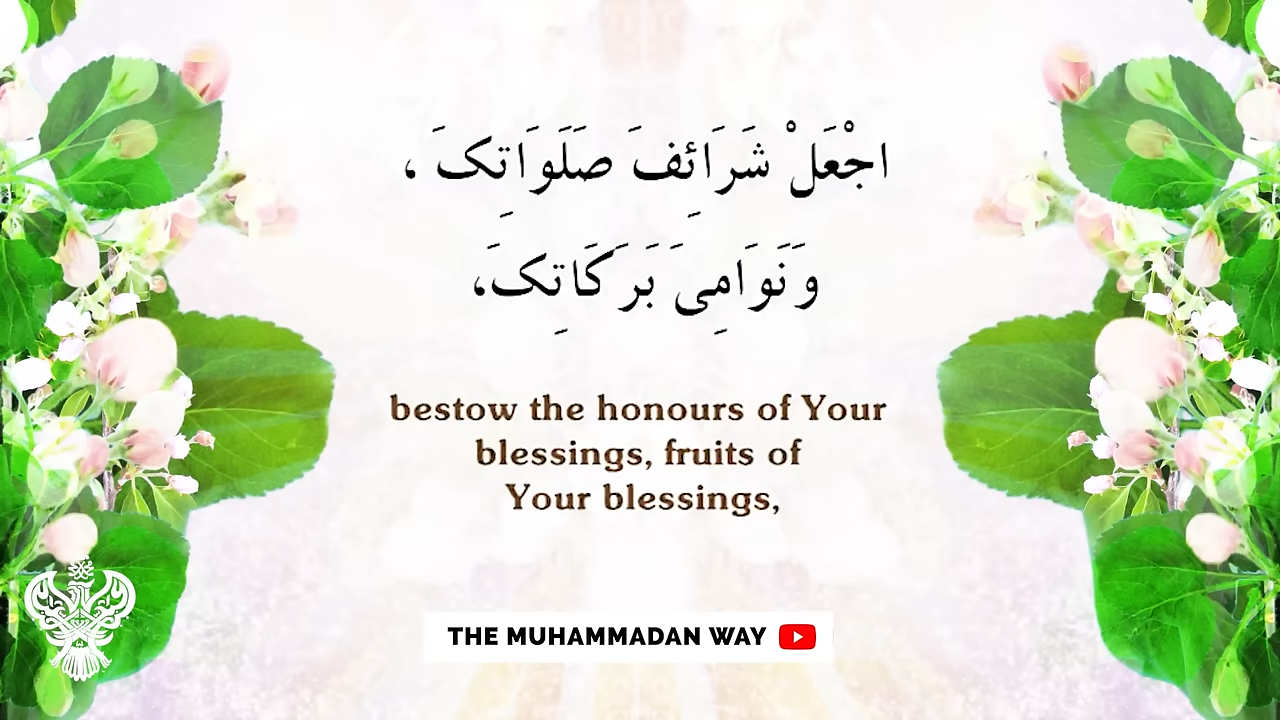 اجْعَلْ شَرَائِفَ صَلَوَاتِکَ ،
وَنَوَامِیَ بَرَکَاتِکَ،
bestow the honours of Your
blessings, fruits of
Your blessings,
THE MUHAMMADAN WAY